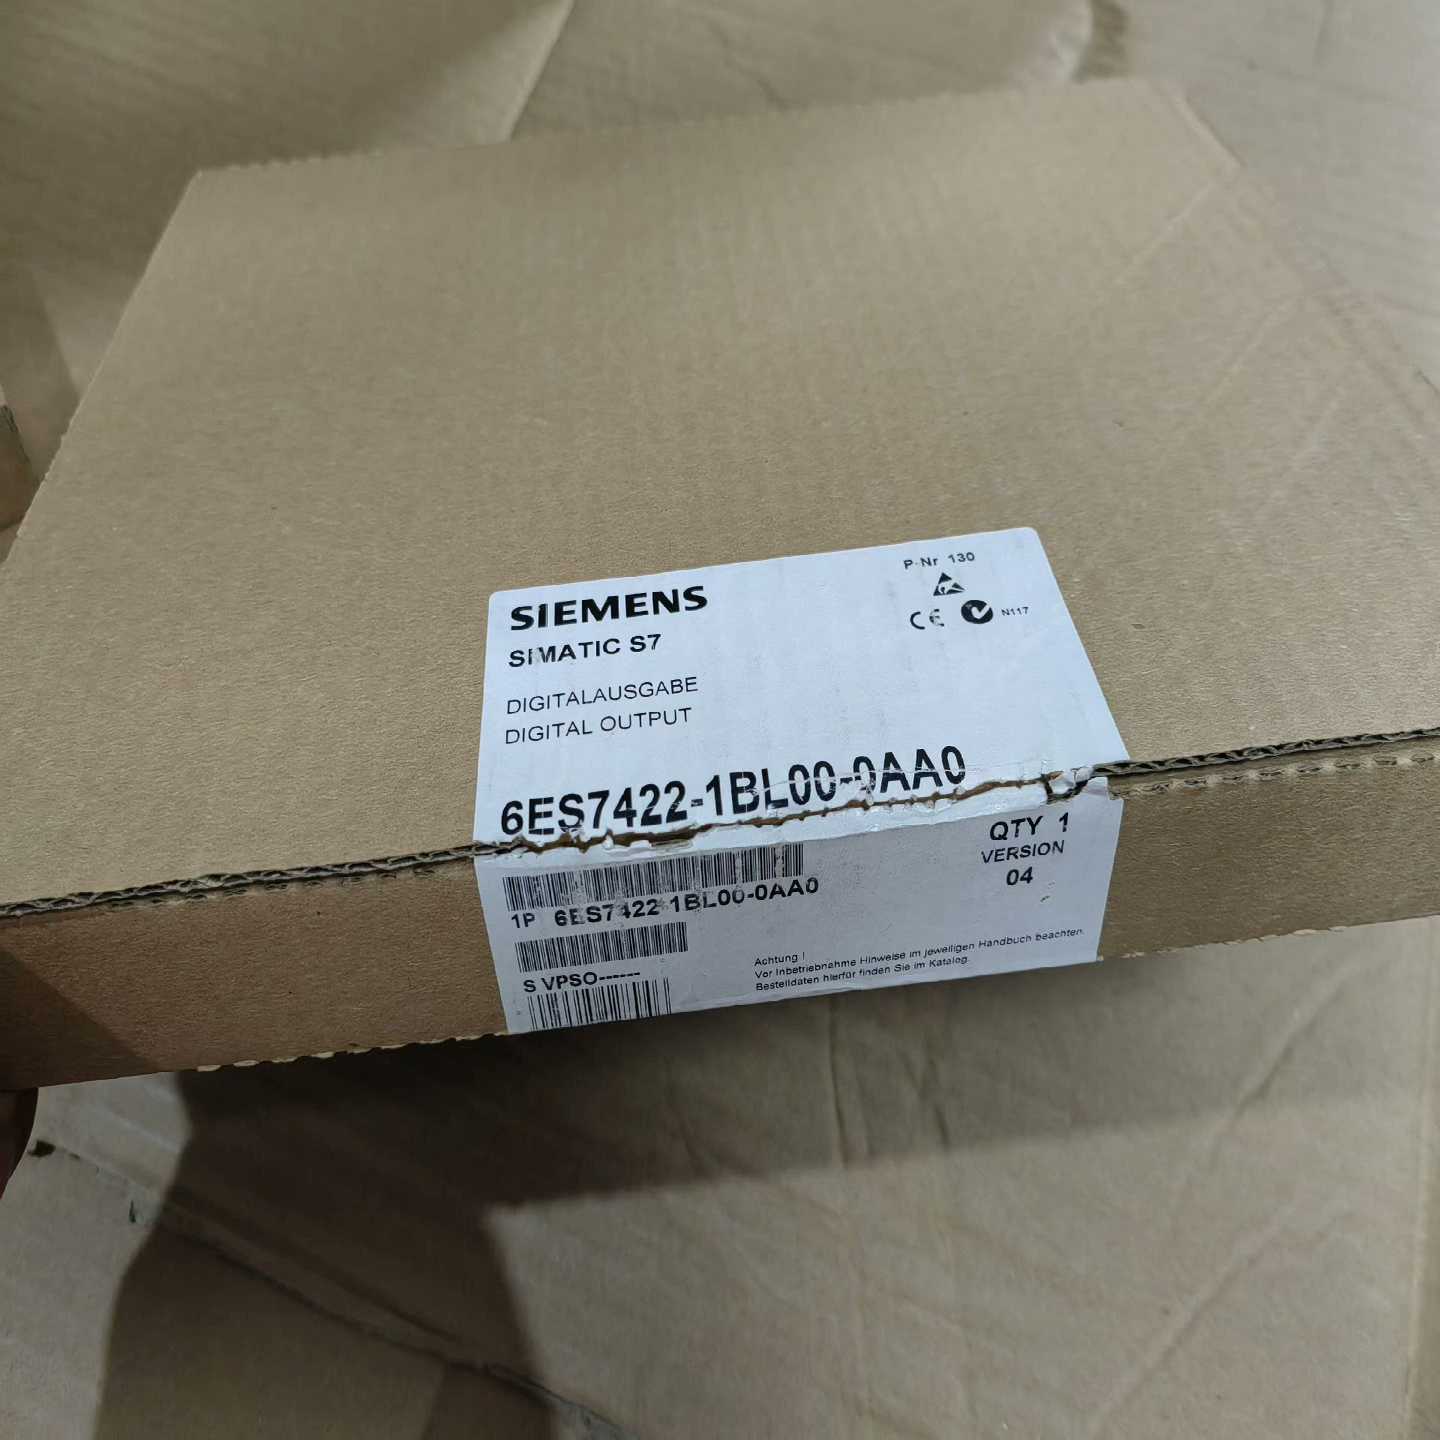 P-Nr 130
SIEMENS
SIMATIC S7
CE N117
DIGITALAUSGABE
DIGITAL OUTPUT
6ES7422-1BL00-0AA0
QTY 1
VERSION
04
1P 6ES7422-1BL00-0AA0
S VPSO------
Achtung !
Vor Inbetriebnahme Hinweise im jeweiligen Handbuch beachten.
Bestelldaten hierfür finden Sie im Katalog.